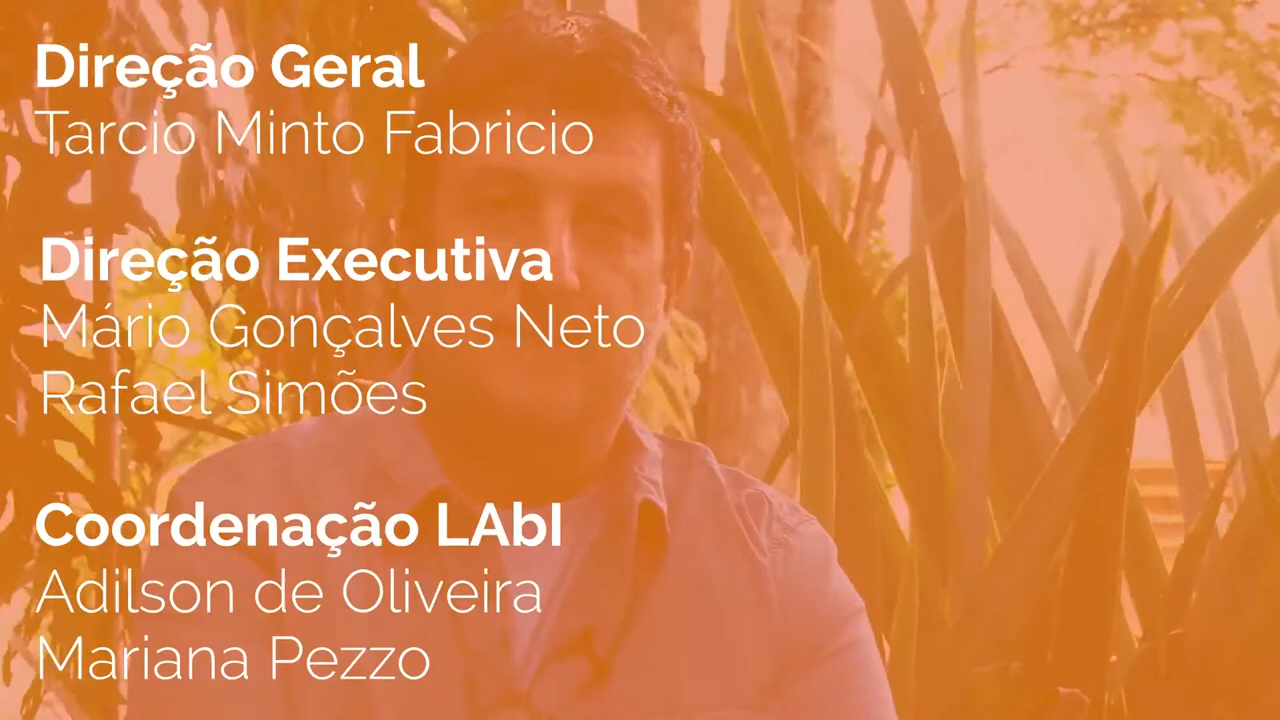 Direção Geral
Tarcio Minto Fabricio
Direção Executiva
Mário Gonçalves Neto
Rafael Simões
Coordenação LAbI
Adilson de Oliveira
Mariana Pezzo